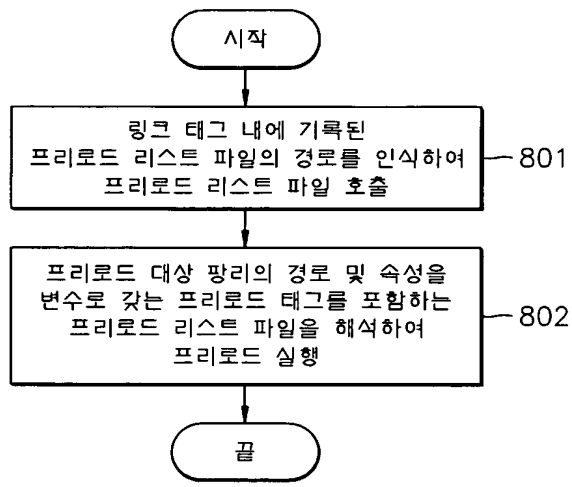 시작
링크 태그 내에 기록된
프리로드 리스트 파일의 경로를 인식하여
프리로드 리스트 파일 호출
801
프리로드 대상 팡리의 경로 및 속성을
변수로 갖는 프리로드 태그를 포함하는
프리로드 리스트 파일을 해석하여
프리로드 실행
802
끝